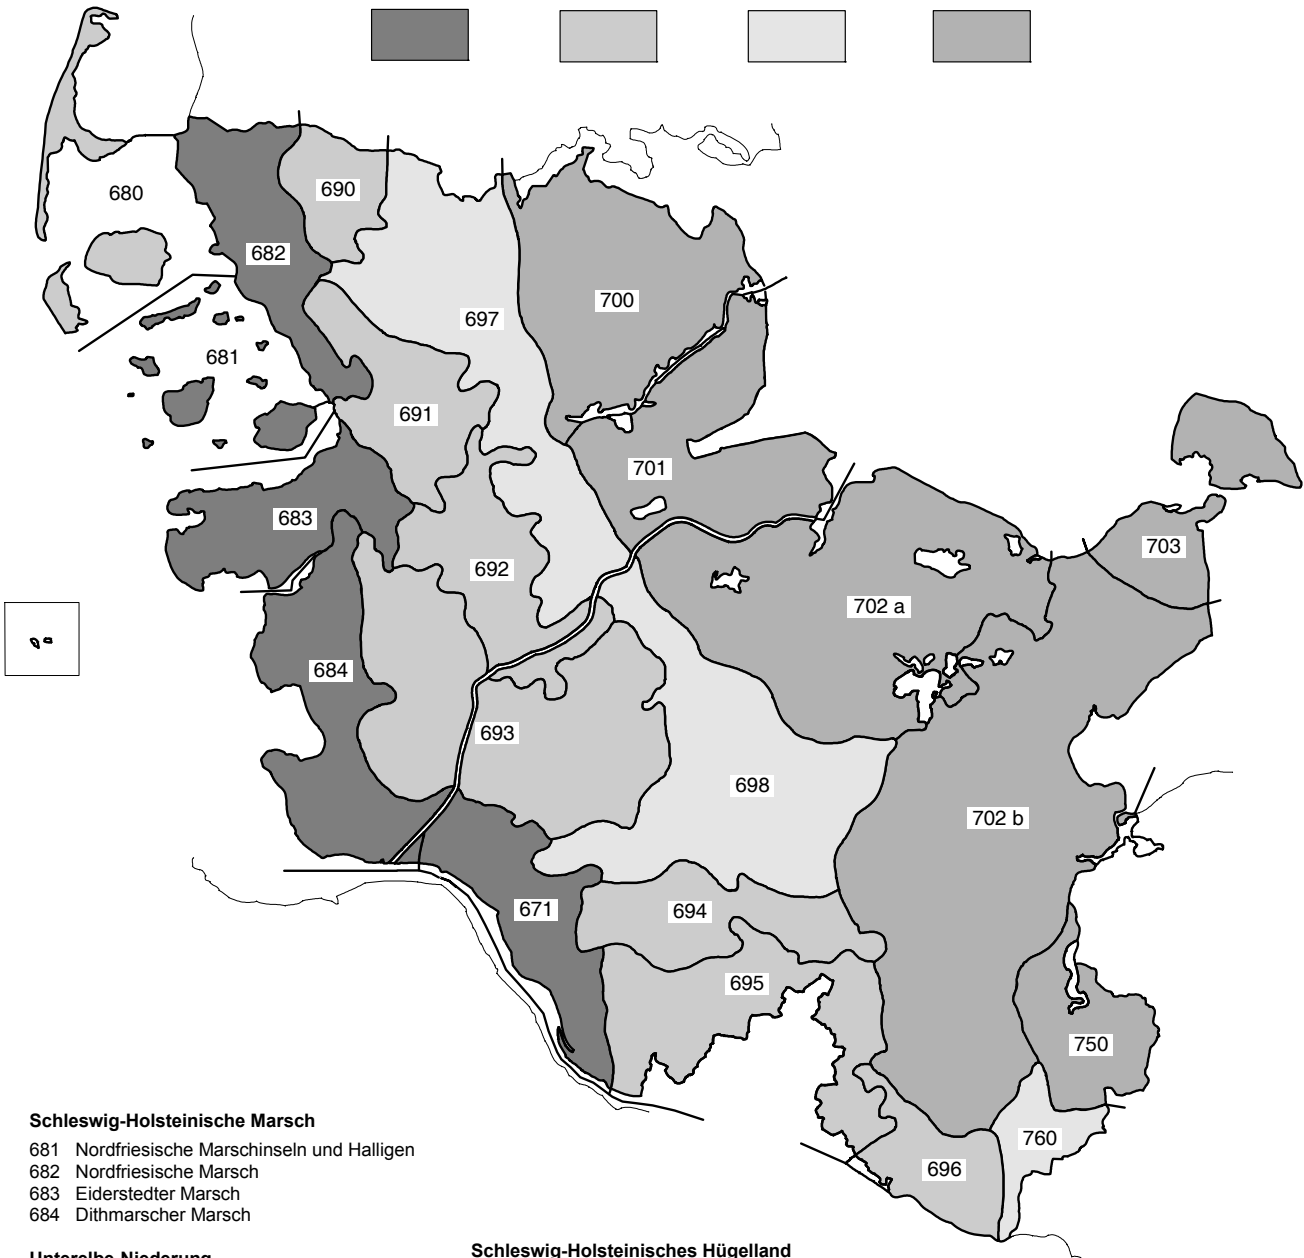 680
690
682
700
697
681
691
701
683
703
692
702 a
684
693
698
702 b
671
694
695
750
760
696
Schleswig-Holsteinische Marsch
681 Nordfriesische Marschinseln und Halligen
682 Nordfriesische Marsch
683 Eiderstedter Marsch
684 Dithmarscher Marsch
Unterelbe-Niederung
Schleswig-Holsteinisches Hügelland